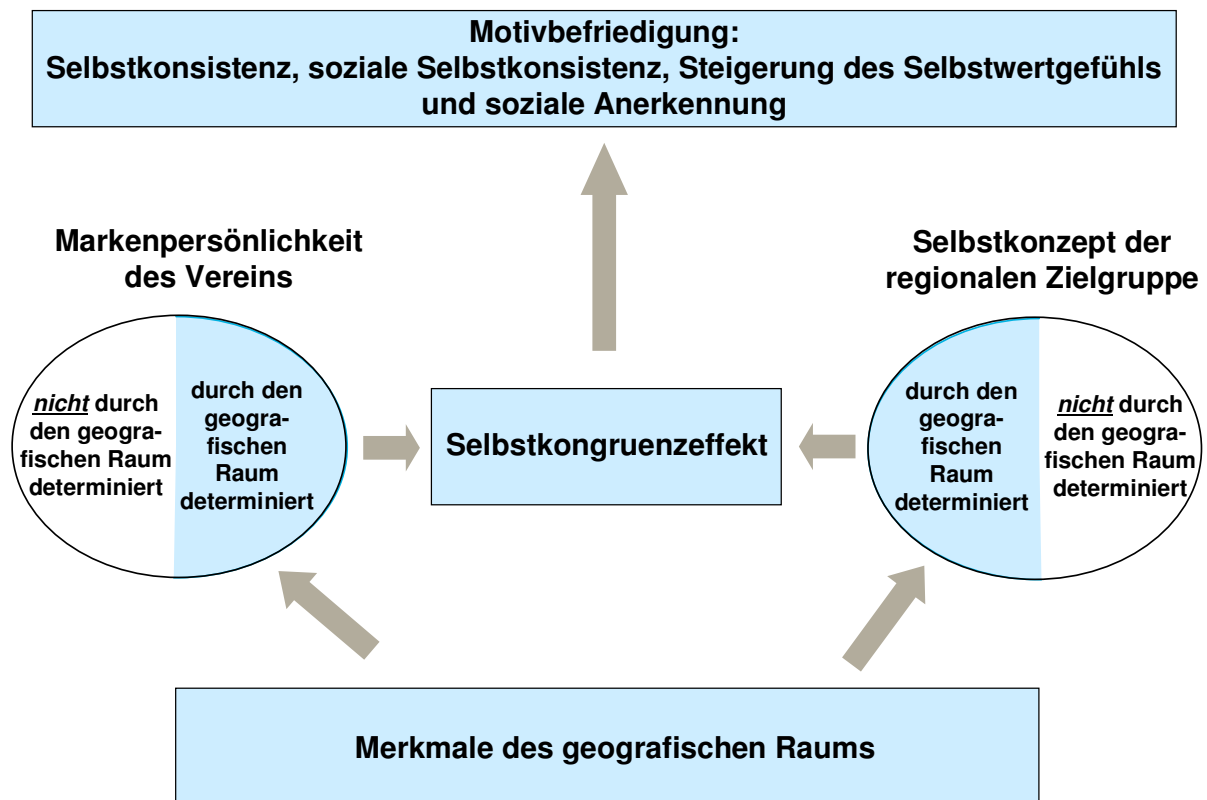 Motivbefriedigung:
Selbstkonsistenz, soziale Selbstkonsistenz, Steigerung des Selbstwertgefühls
und soziale Anerkennung
Markenpersönlichkeit
des Vereins
Selbstkonzept der
regionalen Zielgruppe
nicht durch
den geogra-
fischen Raum
determiniert
durch den
geogra-
fischen
Raum
determiniert
Selbstkongruenzeffekt
durch den
geogra-
fischen
Raum
determiniert
nicht durch
den geogra-
fischen Raum
determiniert
Merkmale des geografischen Raums